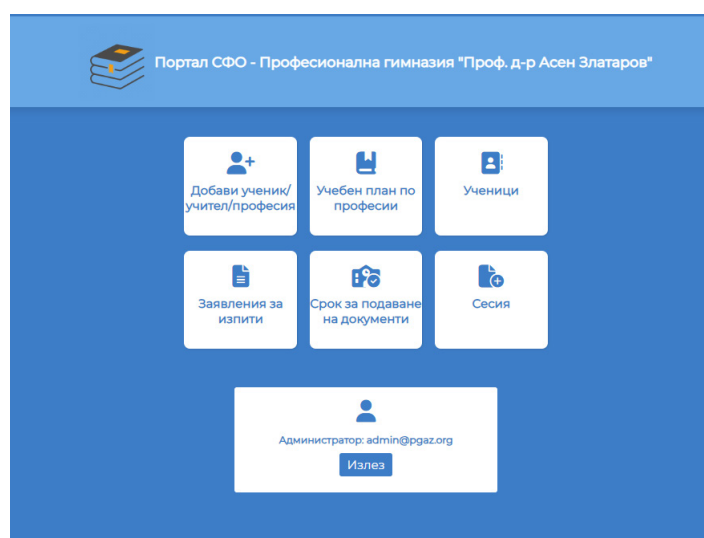 Портал СФО - Професионална гимназия "Проф. д-р Асен Златаров"
Добави ученик/
учител/професия
Учебен план по
професии
Ученици
Заявления за
изпити
Срок за подаване
на документи
Сесия
Администратор: admin@pgaz.org
Излез